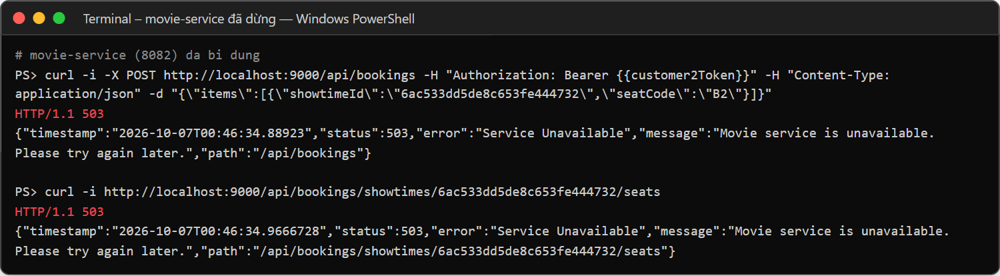 Terminal – movie-service đã dừng — Windows PowerShell
# movie-service (8082) da bi dung
PS> curl -i -X POST http://localhost:9000/api/bookings -H "Authorization: Bearer {{customer2Token}}" -H "Content-Type:
application/json" -d "{\"items\":[{\"showtimeId\":\"6ac533dd5de8c653fe444732\",\"seatCode\":\"B2\"}]}"
HTTP/1.1 503
{"timestamp":"2026-10-07T00:46:34.88923","status":503,"error":"Service Unavailable","message":"Movie service is unavailable.
Please try again later.","path":"/api/bookings"}
PS> curl -i http://localhost:9000/api/bookings/showtimes/6ac533dd5de8c653fe444732/seats
HTTP/1.1 503
{"timestamp":"2026-10-07T00:46:34.9666728","status":503,"error":"Service Unavailable","message":"Movie service is unavailable.
Please try again later.","path":"/api/bookings/showtimes/6ac533dd5de8c653fe444732/seats"}